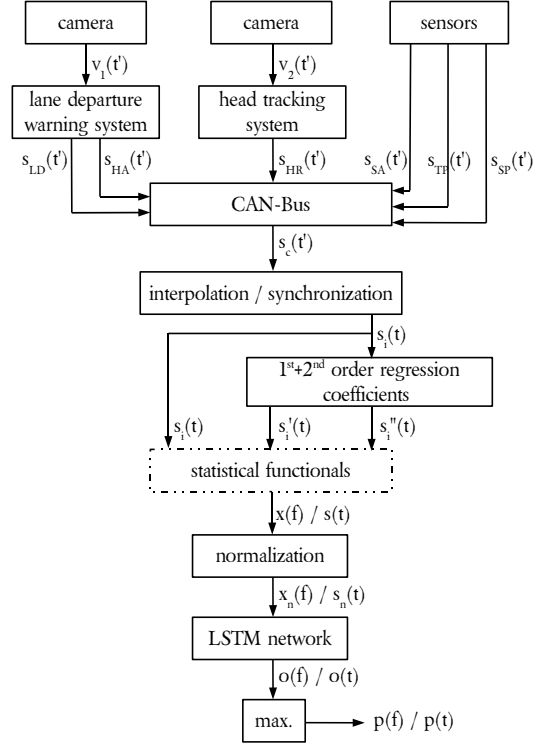 camera
camera
sensors
v1(t')
v2(t')
lane departure
warning system
head tracking
system
sLD(t')
sHA(t')
sHR(t')
sSA(t')
sTP(t')
sSP(t')
CAN-Bus
sc(t')
interpolation / synchronization
si(t)
1st+2nd order regression
coefficients
si(t)
si'(t)
si''(t)
statistical functionals
x(f) / s(t)
normalization
xn(f) / sn(t)
LSTM network
o(f) / o(t)
max.
p(f) / p(t)